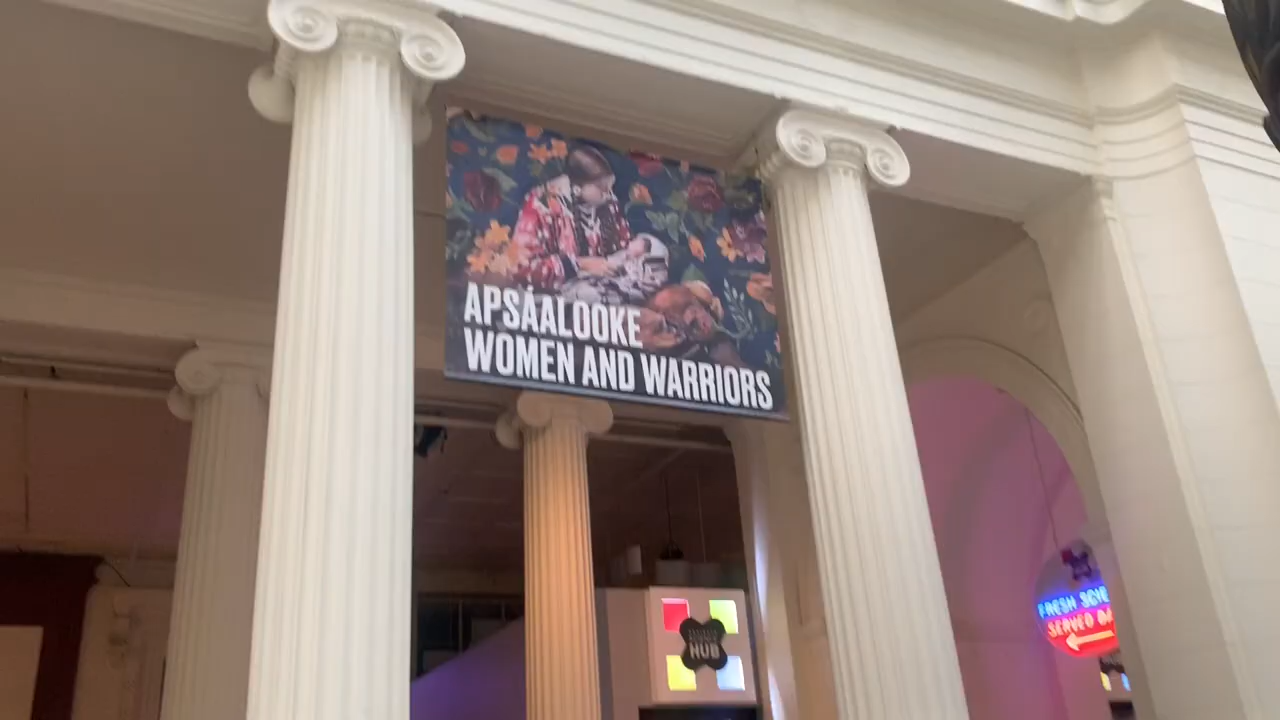 APSÁALOOKE
WOMEN AND WARRIORS
HUB
FRESH
SERVED